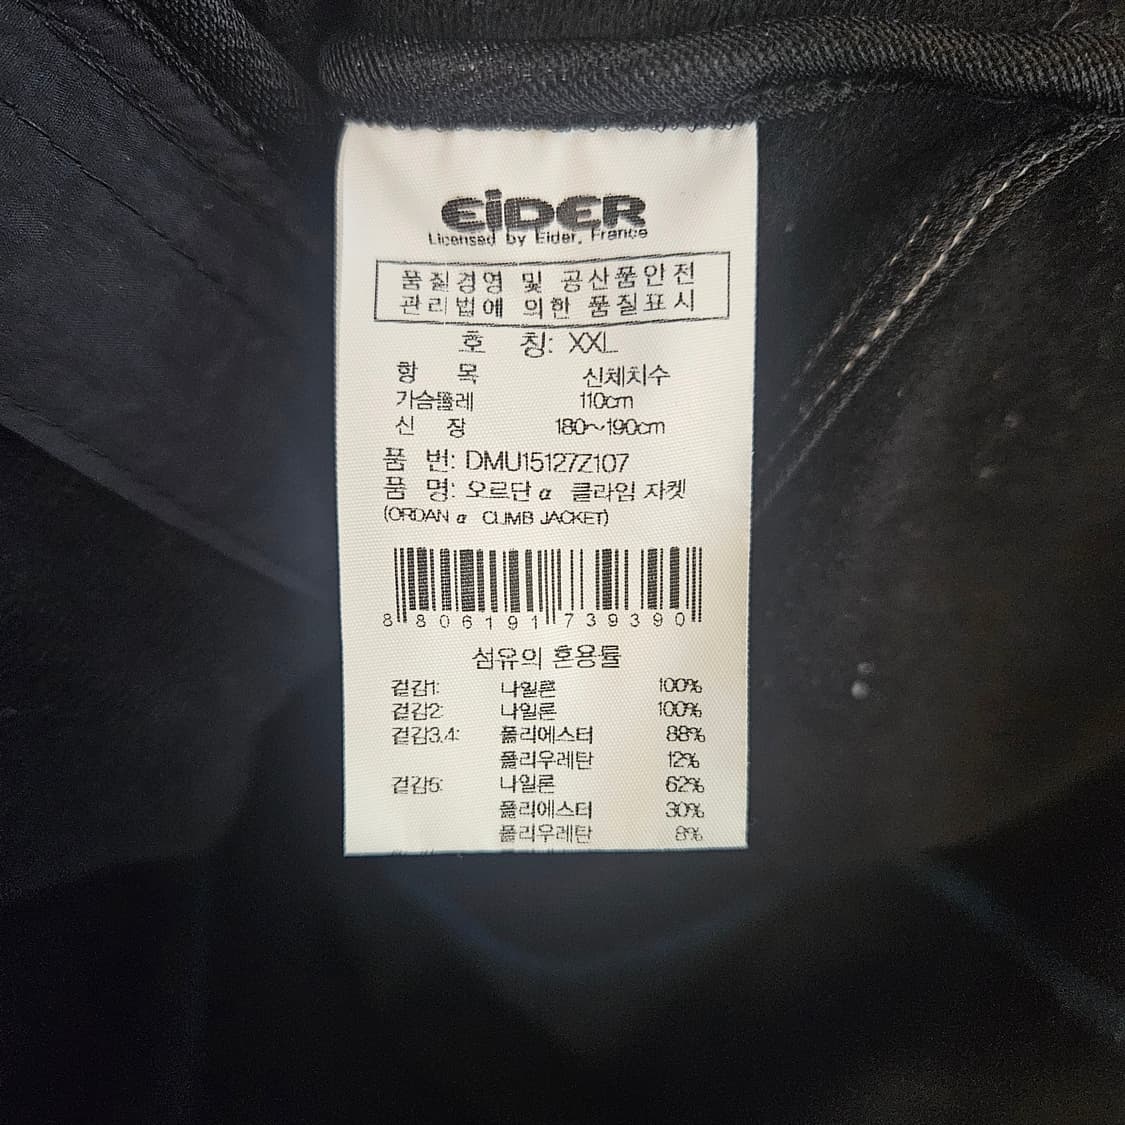 EiDER
Licensed by Eider, France
품질경영 및 공산품안전
관리법에 의한 품질표시
호 칭: XXL
항 목 신체치수
가슴둘레 110cm
신 장 180~190cm
품 번: DMU15127Z107
품 명: 오르단 α 클라임 자켓
(ORDAN α CLIMB JACKET)
8 806191 739390
섬유의 혼용률
겉감1: 나일론 100%
겉감2: 나일론 100%
겉감3,4: 폴리에스터 88%
폴리우레탄 12%
겉감5: 나일론 62%
폴리에스터 30%
폴리우레탄 8%